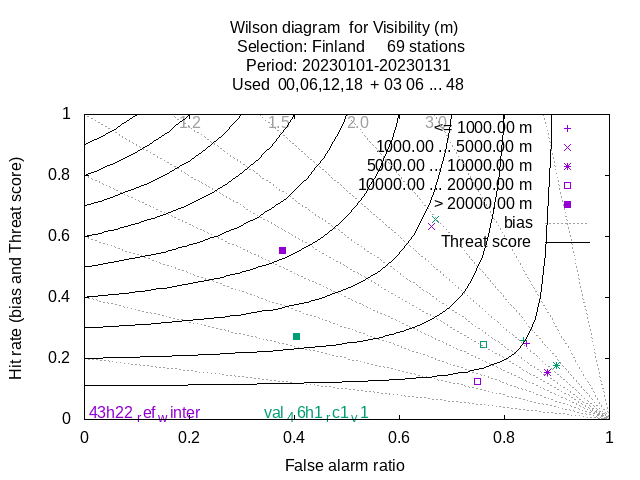 Wilson diagram  for Visibility (m)
Selection: Finland     69 stations
Period: 20230101-20230131
Used  00,06,12,18  + 03 06 ... 48
1.2 1.5 2.0 3.0
<= 1000.00 m
1000.00 ... 5000.00 m
5000.00 ... 10000.00 m
10000.00 ... 20000.00 m
> 20000.00 m
bias
Threat score
1
0.8
0.6
0.4
0.2
0
Hit rate (bias and Threat score)
43h22refwinter val46h1rc1v1
0 0.2 0.4 0.6 0.8 1
False alarm ratio